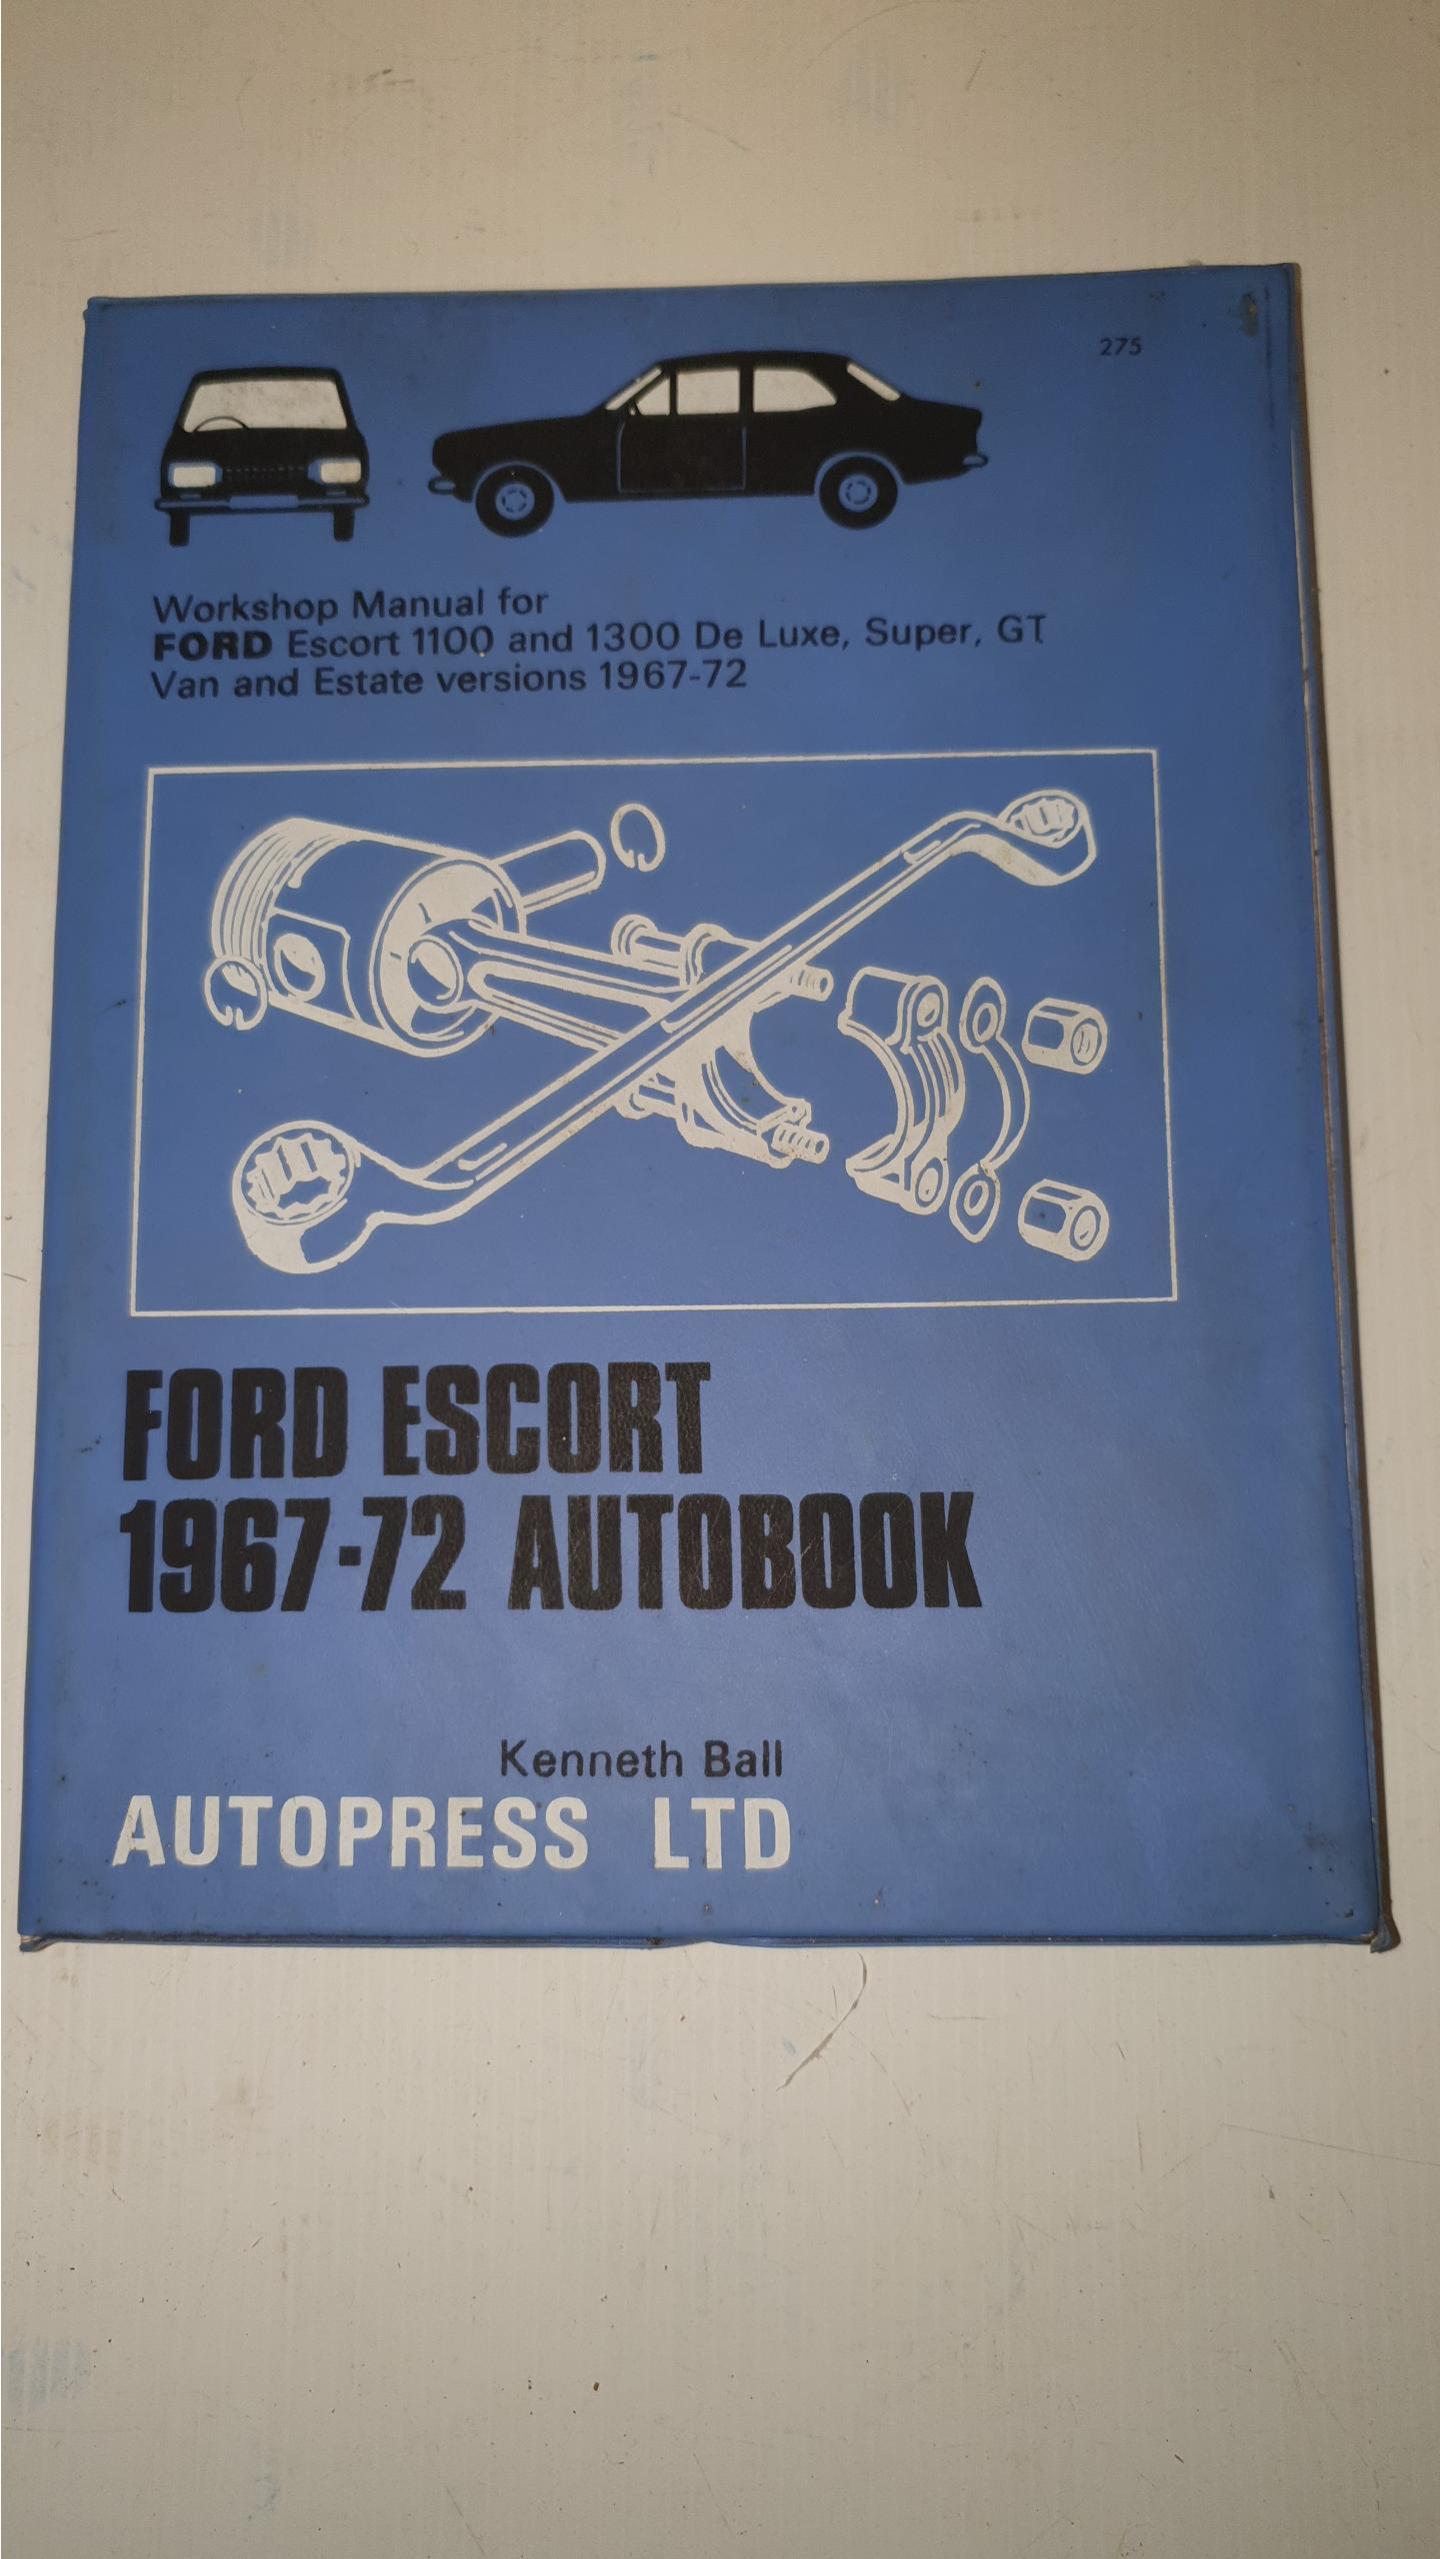 275
Workshop Manual for
FORD Escort 1100 and 1300 De Luxe, Super, GT
Van and Estate versions 1967-72
FORD ESCORT
1967-72 AUTOBOOK
Kenneth Ball
AUTOPRESS LTD